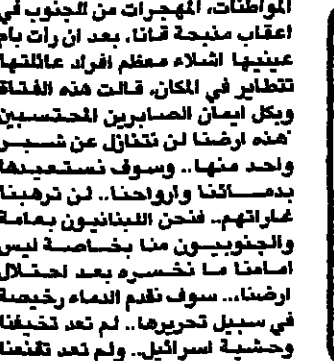 المواطنات، المهجرات من الجنوب في
اعقاب مذبحة قانا، بعد ان رأت بأم
عينيها اشلاء معظم افراد عائلتها
تتطاير في المكان، قالت هذه الفتاة
وبكل ايمان الصابرين المحتسبين
"هذه ارضنا لن نتنازل عن شبر
واحد منها.. وسوف نستعيدها
بدمائنا وارواحنا.. لن ترهبنا
غاراتهم.. فنحن اللبنانيون بعامة
والجنوبيون منا بخاصة ليس
امامنا ما نخسره بعد احتلال
ارضنا... سوف نقدم الدماء رخيصة
في سبيل تحريرها.. لم تعد تخيفنا
وحشية اسرائيل.. ولم تعد تقنعنا